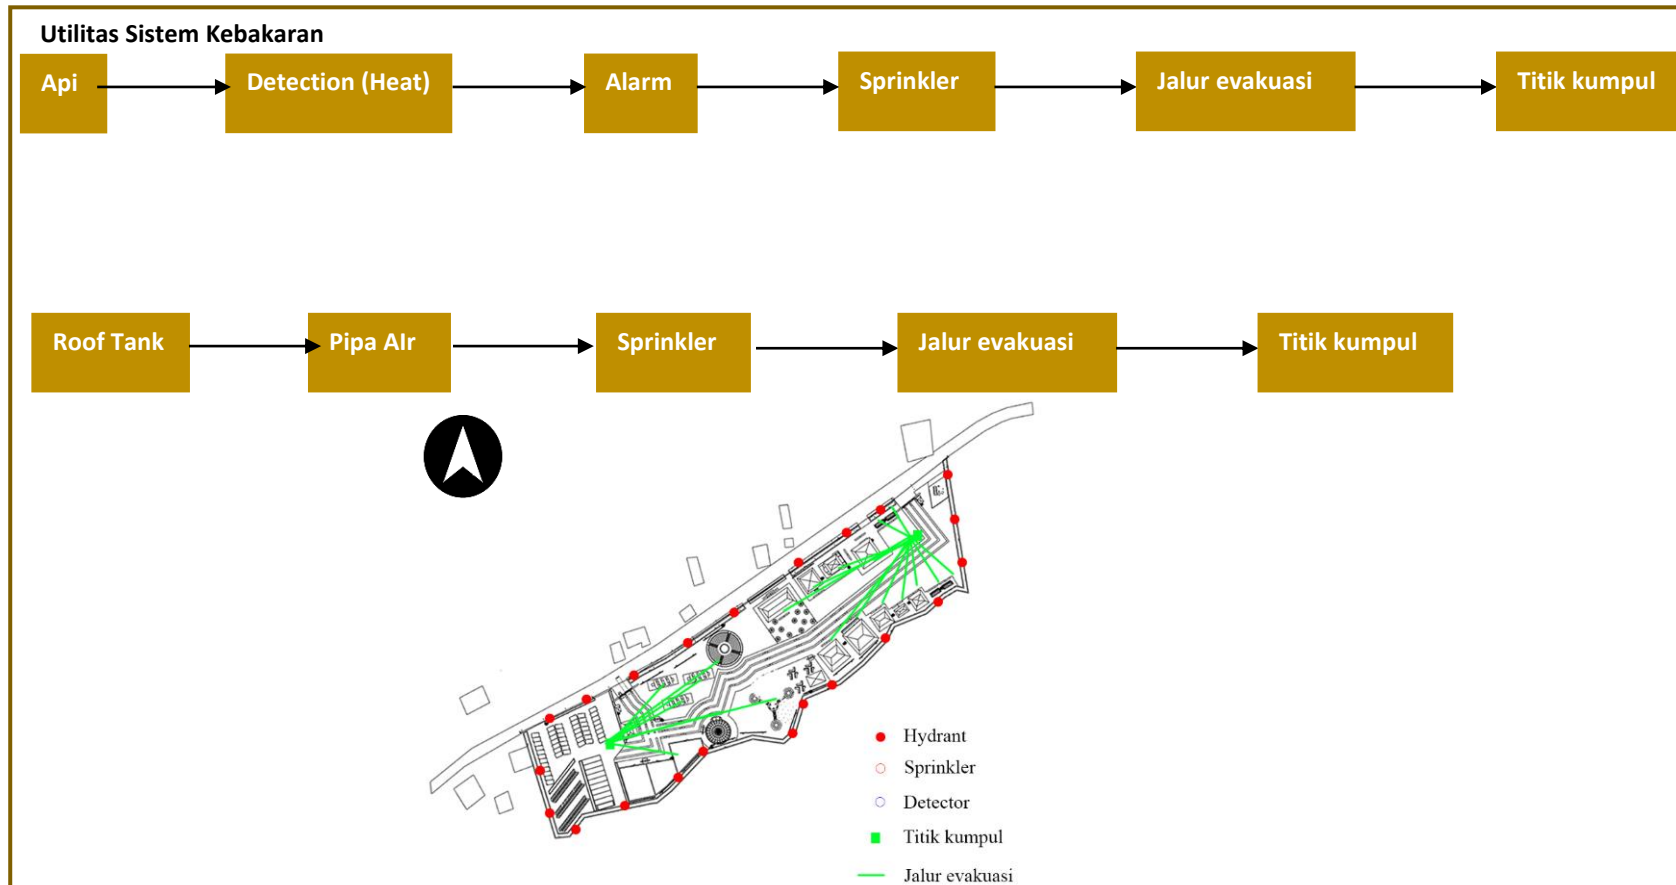 Utilitas Sistem Kebakaran
Api
Detection (Heat)
Alarm
Sprinkler
Jalur evakuasi
Titik kumpul
Roof Tank
Pipa AIr
Sprinkler
Jalur evakuasi
Titik kumpul
Hydrant
Sprinkler
Detector
Titik kumpul
Jalur evakuasi